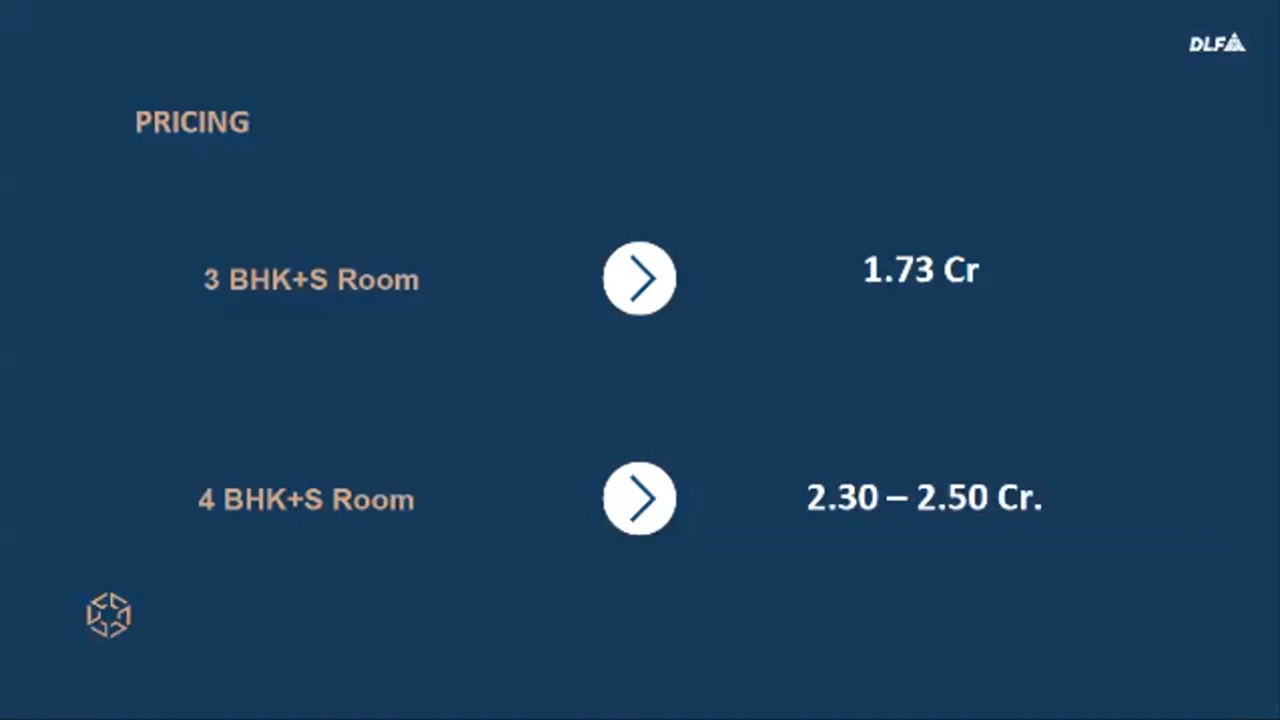 DLF
PRICING
3 BHK+S Room
1.73 Cr
4 BHK+S Room
2.30 – 2.50 Cr.